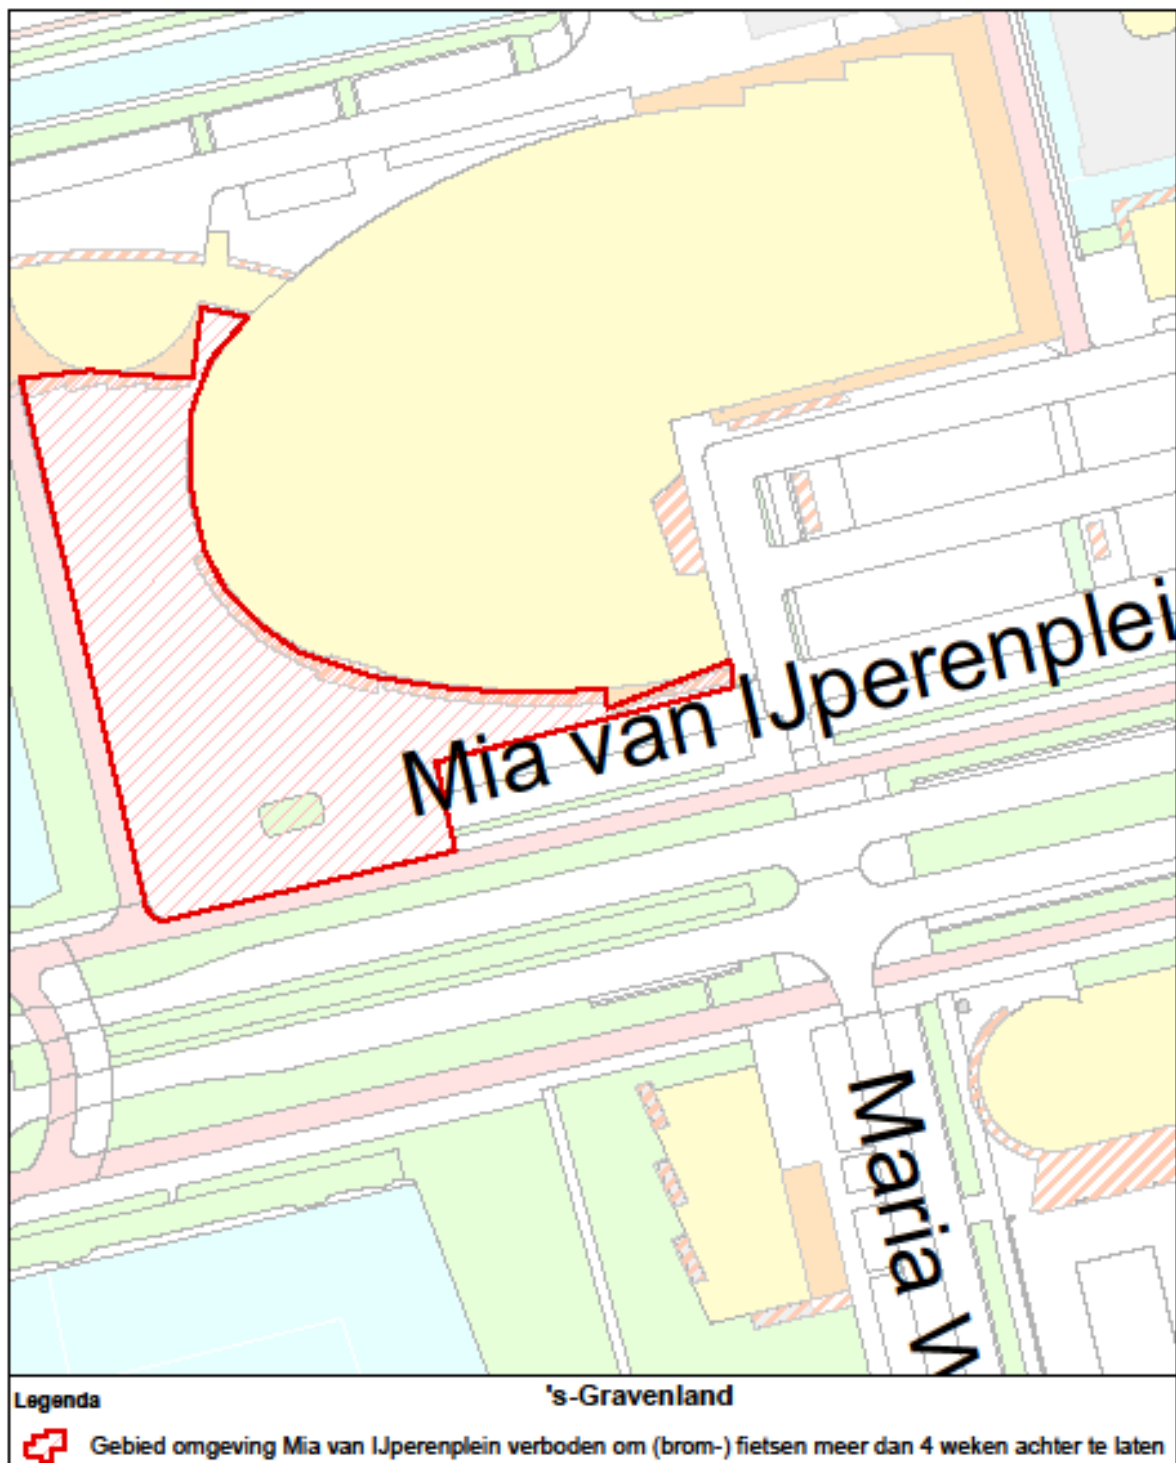 Mia van IJperenplei
Maria W
Legenda
's-Gravenland
Gebied omgeving Mia van IJperenplein verboden om (brom-) fietsen meer dan 4 weken achter te laten